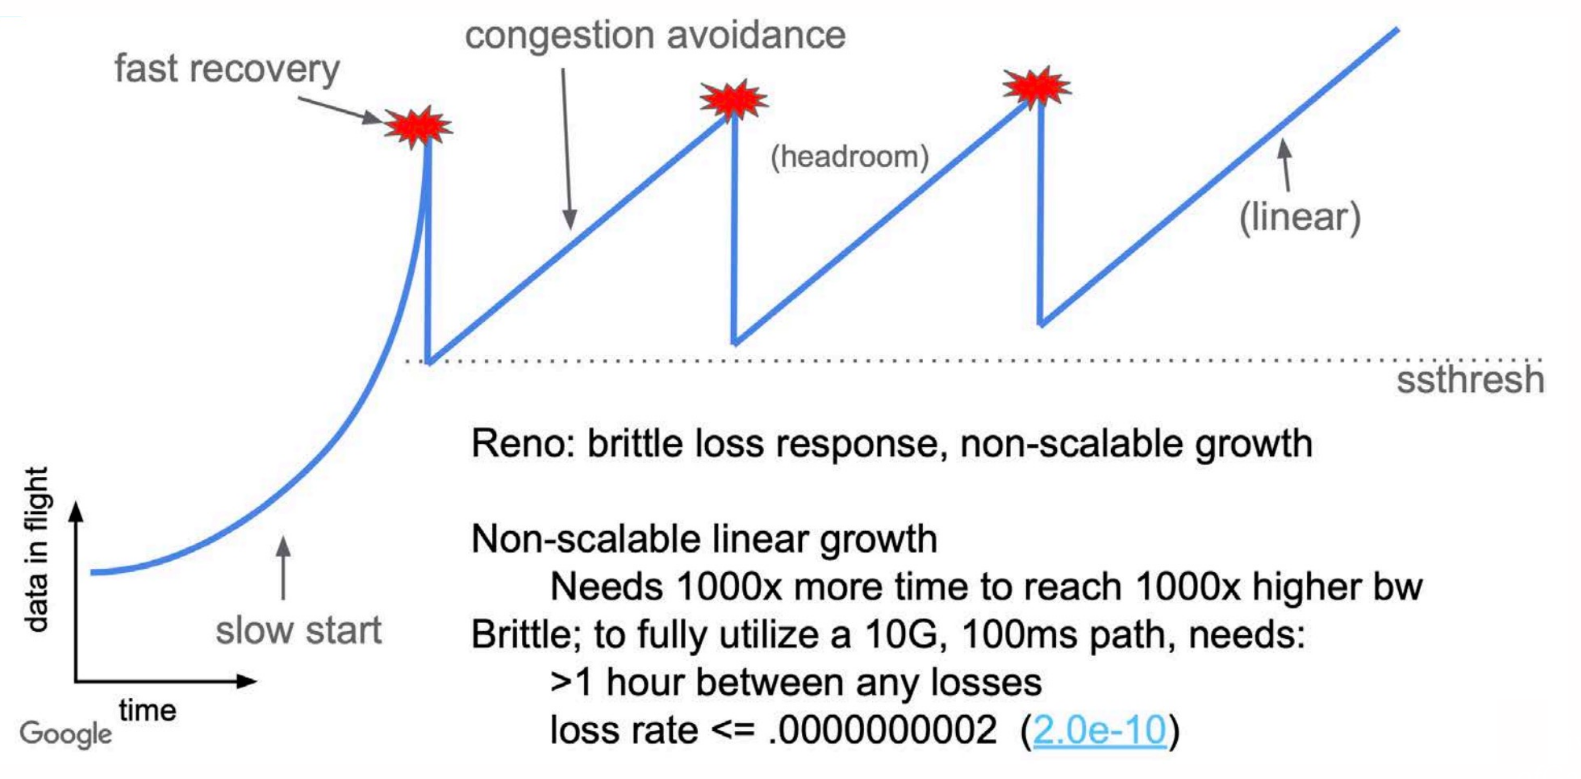 congestion avoidance
fast recovery
(headroom)
(linear)
ssthresh
Reno: brittle loss response, non-scalable growth
data in flight
slow start
time
Non-scalable linear growth
Needs 1000x more time to reach 1000x higher bw
Brittle; to fully utilize a 10G, 100ms path, needs:
>1 hour between any losses
loss rate <= .0000000002 (2.0e-10)
Google